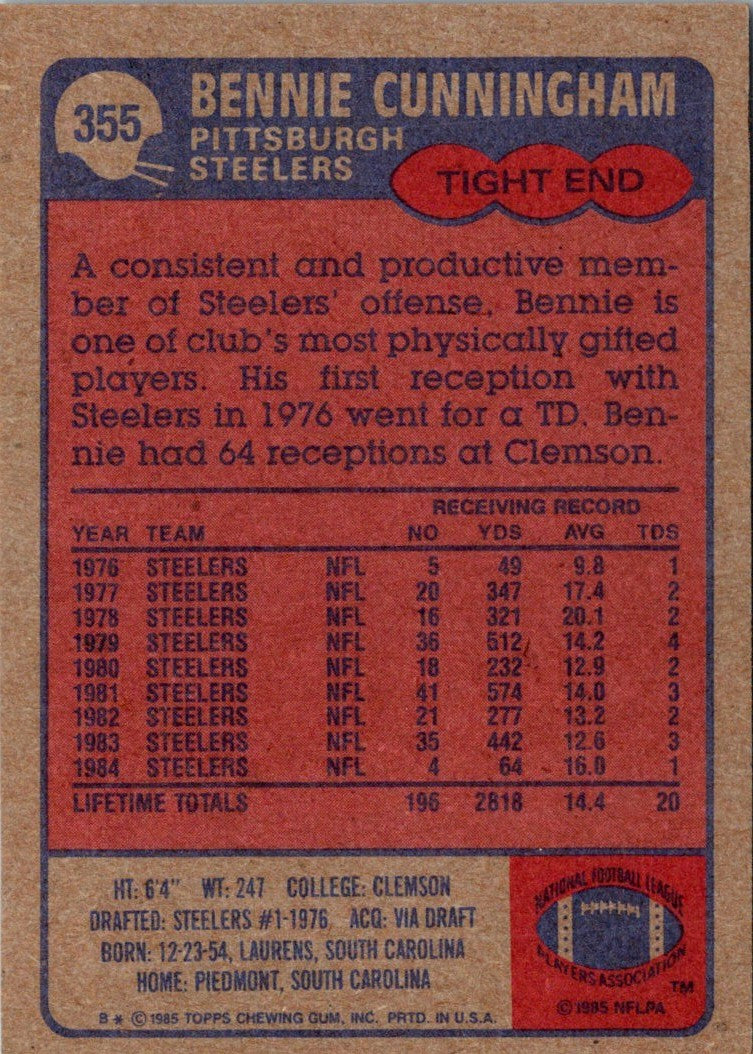 355
BENNIE CUNNINGHAM
PITTSBURGH
STEELERS
TIGHT END
A consistent and productive mem-
ber of Steelers' offense. Bennie is
one of club's most physically gifted
players. His first reception with
Steelers in 1976 went for a TD. Ben-
nie had 64 receptions at Clemson.
RECEIVING RECORD
YEAR TEAM NO YDS AVG TDS
1976 STEELERS NFL 5 49 9.8 1
1977 STEELERS NFL 20 347 17.4 2
1978 STEELERS NFL 16 321 20.1 2
1979 STEELERS NFL 36 512 14.2 4
1980 STEELERS NFL 18 232 12.9 2
1981 STEELERS NFL 41 574 14.0 3
1982 STEELERS NFL 21 277 13.2 2
1983 STEELERS NFL 35 442 12.6 3
1984 STEELERS NFL 4 64 16.0 1
LIFETIME TOTALS 196 2818 14.4 20
HT: 6'4" WT: 247 COLLEGE: CLEMSON
DRAFTED: STEELERS #1-1976 ACQ: VIA DRAFT
BORN: 12-23-54, LAURENS, SOUTH CAROLINA
HOME: PIEDMONT, SOUTH CAROLINA
B * © 1985 TOPPS CHEWING GUM, INC. PRTD. IN U.S.A.
NATIONAL FOOTBALL LEAGUE
PLAYERS ASSOCIATION
TM
© 1985 NFLPA